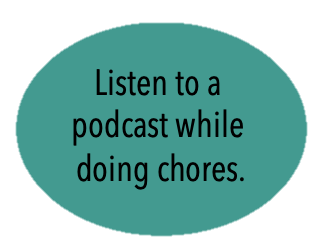 Listen to a
podcast while
doing chores.